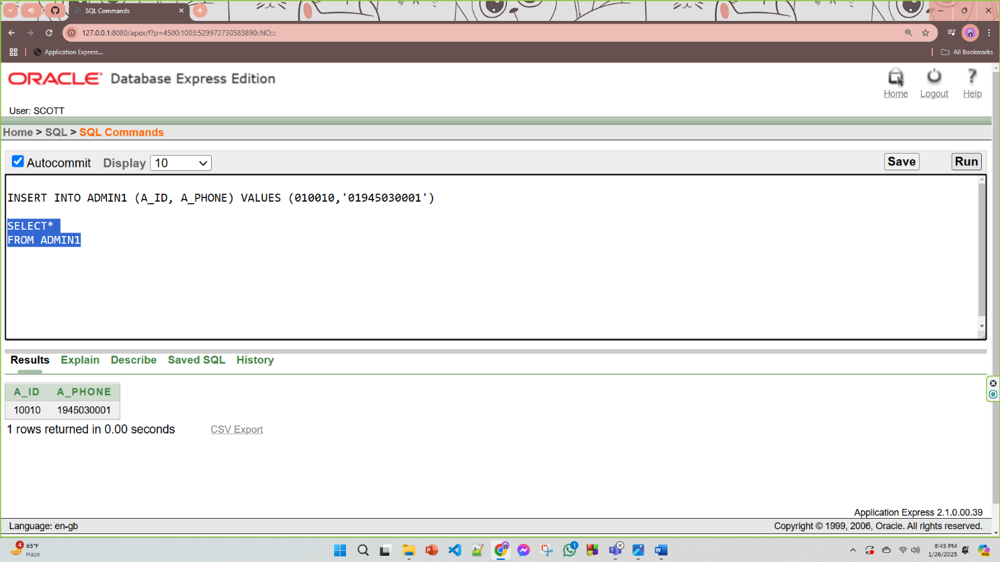 SQL Commands
127.0.0.1:8080/apex/f?p=4500:1003:529972730583890::NO:::
Application Express...
All Bookmarks
ORACLE Database Express Edition
Home Logout Help
User: SCOTT
Home > SQL > SQL Commands
Autocommit Display 10 Save Run
INSERT INTO ADMIN1 (A_ID, A_PHONE) VALUES (010010,'01945030001')
SELECT*
FROM ADMIN1
Results Explain Describe Saved SQL History
A_ID A_PHONE
10010 1945030001
1 rows returned in 0.00 seconds CSV Export
Application Express 2.1.0.00.39
Language: en-gb Copyright © 1999, 2006, Oracle. All rights reserved.
4 65°F
Haze
1
8:45 PM
1/26/2025
PRE